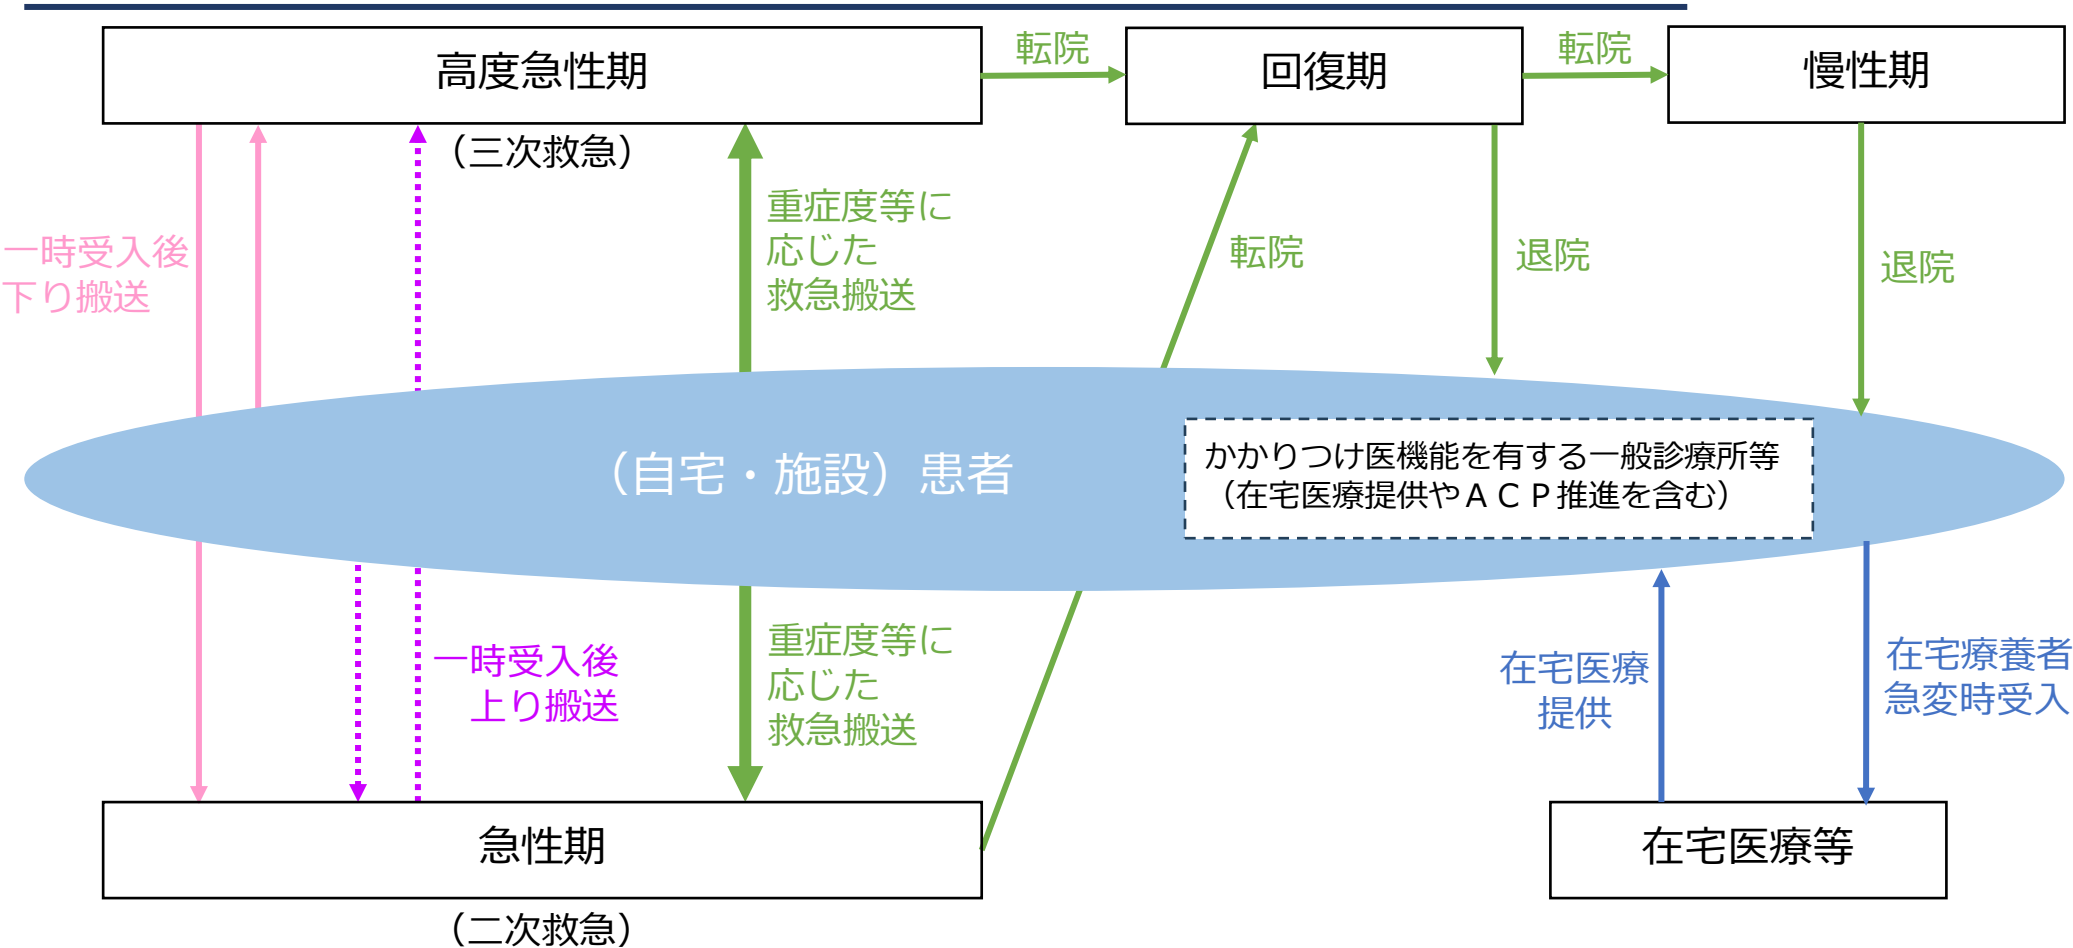 高度急性期
転院
回復期
転院
慢性期
（三次救急）
一時受入後
下り搬送
重症度等に
応じた
救急搬送
転院
退院
退院
（自宅・施設）患者
かかりつけ医機能を有する一般診療所等
（在宅医療提供やＡＣＰ推進を含む）
一時受入後
上り搬送
重症度等に
応じた
救急搬送
在宅医療
提供
在宅療養者
急変時受入
急性期
在宅医療等
（二次救急）